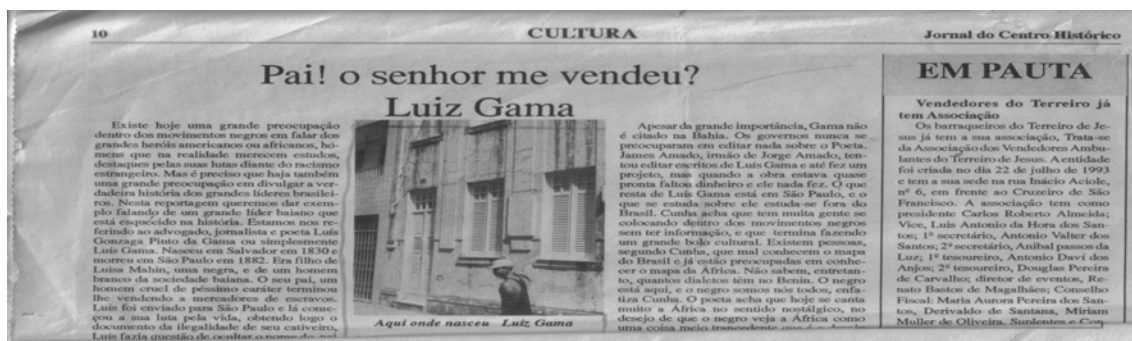 10
CULTURA
Jornal do Centro Histórico
Pai! o senhor me vendeu?
Luiz Gama
Existe hoje uma grande preocupação
dentro dos movimentos negros em falar dos
grandes heróis americanos ou africanos, ho-
mens que na realidade merecem estudos,
destaques pelas suas lutas diante do racismo
estrangeiro. Mas é preciso que haja também
uma grande preocupação em divulgar a ver-
dadeira história dos grandes líderes brasilei-
ros. Nesta reportagem queremos dar exem-
plo falando de um grande líder baiano que
está esquecido na história. Estamos nos re-
ferindo ao advogado, jornalista e poeta Luís
Gonzaga Pinto da Gama ou simplesmente
Luís Gama. Nasceu em Salvador em 1830 e
morreu em São Paulo em 1882. Era filho de
Luisa Mahin, uma negra, e de um homem
branco da sociedade baiana. O seu pai, um
homem cruel de péssimo caráter terminou
lhe vendendo a mercadores de escravos.
Luís foi enviado para São Paulo e lá come-
çou a sua luta pela vida, obtendo logo o
documento da ilegalidade de seu cativeiro,
Luís fazia questão de ocultar o nome do pai
Aqui onde nasceu Luiz Gama
Apesar da grande importância, Gama não
é citado na Bahia. Os governos nunca se
preocuparam em editar nada sobre o Poeta.
James Amado, irmão de Jorge Amado, ten-
tou editar escritos de Luís Gama e até fez um
projeto, mas quando a obra estava quase
pronta faltou dinheiro e ele nada fez. O que
resta de Luís Gama está em São Paulo, e o
que se estuda sobre ele estuda-se fora do
Brasil. Cunha acha que tem muita gente se
colocando dentro dos movimentos negros
sem ter informação, e que termina fazendo
um grande bolo cultural. Existem pessoas,
segundo Cunha, que mal conhecem o mapa
do Brasil e já estão preocupadas em conhe-
cer o mapa da África. Não sabem, entretan-
to, quantos dialetos têm no Benin. O negro
está aqui, e o negro somos nós todos, enfa-
tiza Cunha. O poeta acha que hoje se canta
muito a África no sentido nostálgico, no
desejo de que o negro veja a África como
uma coisa meio trancedente que é o
EM PAUTA
Vendedores do Terreiro já
tem Associação
Os barraqueiros do Terreiro de Je-
sus já tem a sua associação, Trata-se
da Associação dos Vendedores Ambu-
lantes do Terreiro de Jesus. A entidade
foi criada no dia 22 de julho de 1993
e tem a sua sede na rua Inácio Aciole,
nº 6, em frente ao Cruzeiro de São
Francisco. A associação tem como
presidente Carlos Roberto Almeida;
Vice, Luis Antonio da Hora dos San-
tos; 1º secretário, Antonio Valter dos
Santos; 2º secretário, Anibal passos da
Luz; 1º tesoureiro, Antonio Daví dos
Anjos; 2º tesoureiro, Douglas Pereira
de Carvalho, diretor de eventos, Re-
nato Bastos de Magalhães; Conselho
Fiscal: Maria Aurora Pereira dos San-
tos, Derivaldo de Santana, Miriam
Muller de Oliveira. Suplentes e Con-